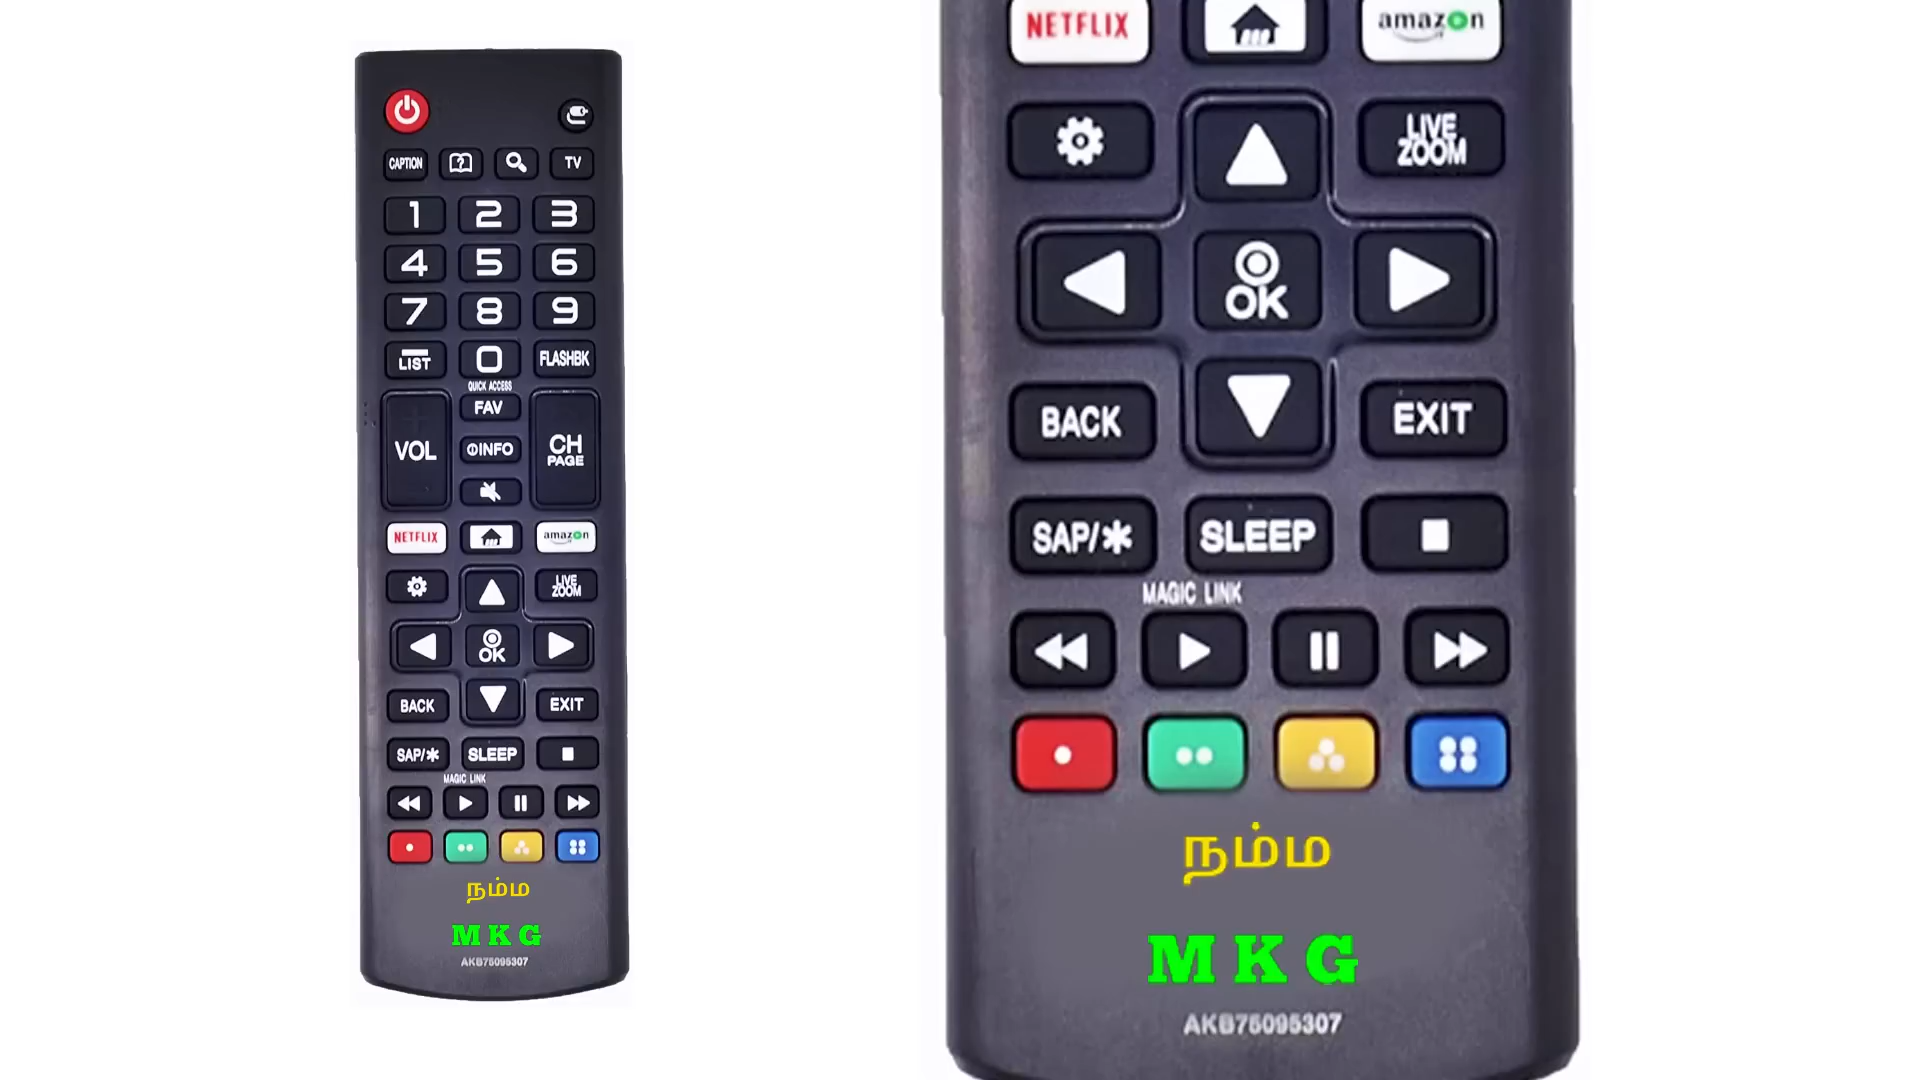 CAPTION
TV
1 2 3
4 5 6
7 8 9
LIST 0 FLASHBK
QUICK ACCESS
FAV
VOL INFO CH
PAGE
NETFLIX amazon
LIVE
ZOOM
OK
BACK EXIT
SAP/* SLEEP
MAGIC LINK
நம்ம
M K G
AKB75095307
NETFLIX amazon
LIVE
ZOOM
OK
BACK EXIT
SAP/* SLEEP
MAGIC LINK
நம்ம
M K G
AKB75095307